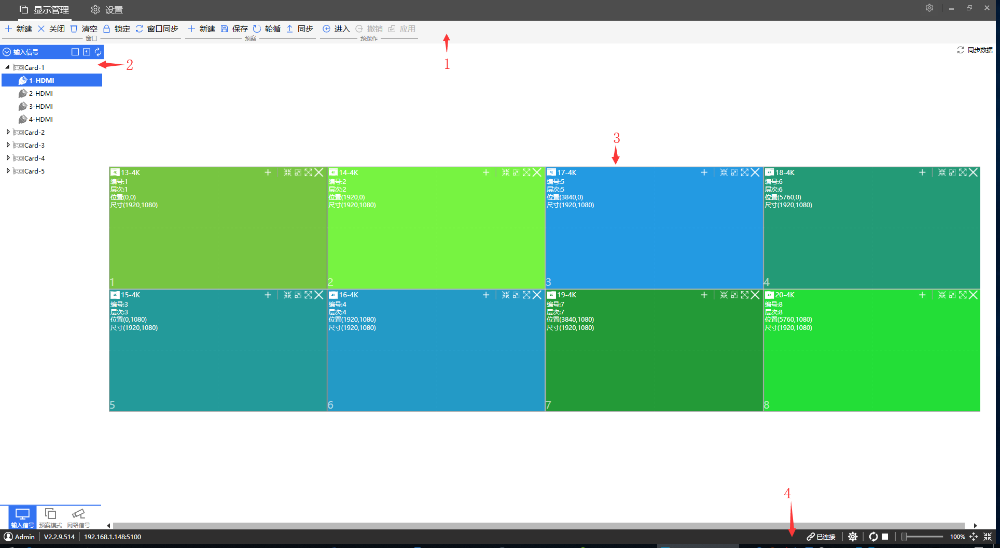 显示管理 设置
新建 关闭 清空 锁定 窗口同步 新建 保存 轮循 同步 进入 撤销 应用
窗口 预案 预操作
输入信号 1
同步数据
1
2
Card-1
1-HDMI
2-HDMI
3-HDMI
4-HDMI
Card-2
Card-3
Card-4
Card-5
3
4K 13-4K
编号:1
层次:1
位置(0,0)
尺寸(1920,1080)
1
4K 14-4K
编号:2
层次:2
位置(1920,0)
尺寸(1920,1080)
2
4K 17-4K
编号:5
层次:5
位置(3840,0)
尺寸(1920,1080)
3
4K 18-4K
编号:6
层次:6
位置(5760,0)
尺寸(1920,1080)
4
4K 15-4K
编号:3
层次:3
位置(0,1080)
尺寸(1920,1080)
5
4K 16-4K
编号:4
层次:4
位置(1920,1080)
尺寸(1920,1080)
6
4K 19-4K
编号:7
层次:7
位置(3840,1080)
尺寸(1920,1080)
7
4K 20-4K
编号:8
层次:8
位置(5760,1080)
尺寸(1920,1080)
8
4
输入信号 预案模式 网络信号
Admin V2.2.9.514 192.168.1.148:5100 已连接 100%